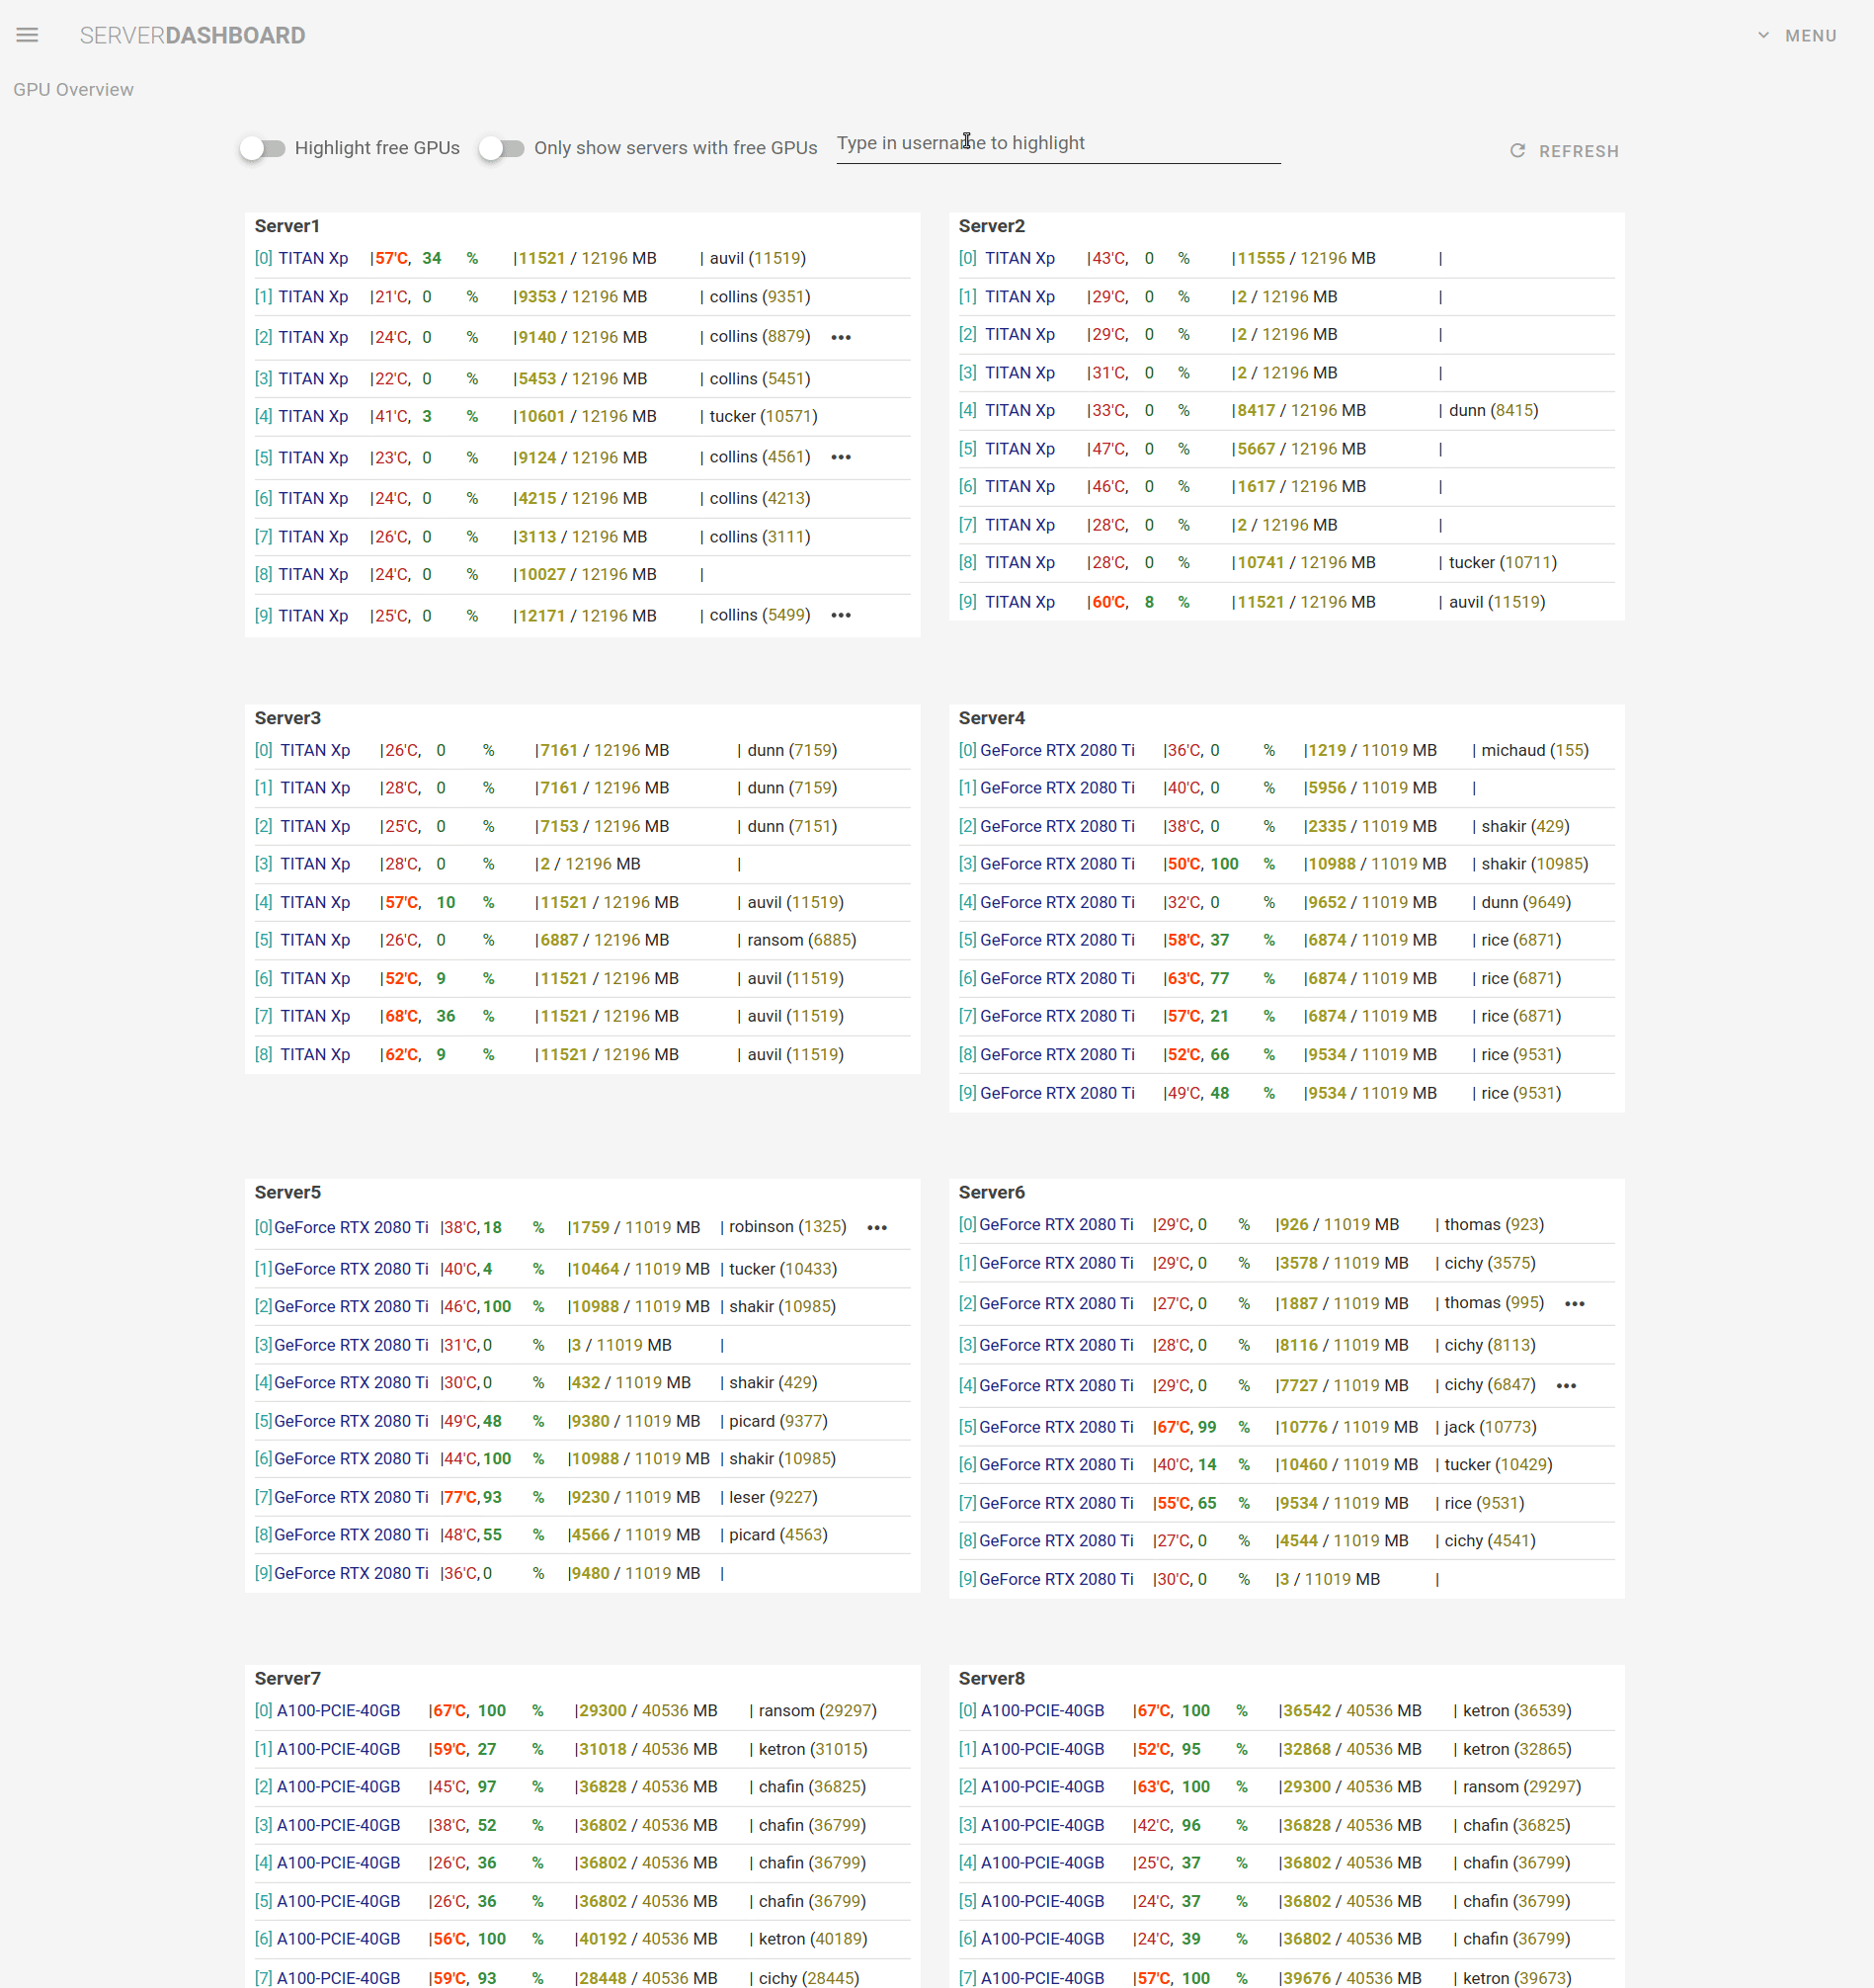 SERVERDASHBOARD
MENU
GPU Overview
Highlight free GPUs
Only show servers with free GPUs
Type in username to highlight
REFRESH
Server1
[0] TITAN Xp |57'C, 34 % |11521 / 12196 MB | auvil (11519)
[1] TITAN Xp |21'C, 0 % |9353 / 12196 MB | collins (9351)
[2] TITAN Xp |24'C, 0 % |9140 / 12196 MB | collins (8879) •••
[3] TITAN Xp |22'C, 0 % |5453 / 12196 MB | collins (5451)
[4] TITAN Xp |41'C, 3 % |10601 / 12196 MB | tucker (10571)
[5] TITAN Xp |23'C, 0 % |9124 / 12196 MB | collins (4561) •••
[6] TITAN Xp |24'C, 0 % |4215 / 12196 MB | collins (4213)
[7] TITAN Xp |26'C, 0 % |3113 / 12196 MB | collins (3111)
[8] TITAN Xp |24'C, 0 % |10027 / 12196 MB |
[9] TITAN Xp |25'C, 0 % |12171 / 12196 MB | collins (5499) •••
Server2
[0] TITAN Xp |43'C, 0 % |11555 / 12196 MB |
[1] TITAN Xp |29'C, 0 % |2 / 12196 MB |
[2] TITAN Xp |29'C, 0 % |2 / 12196 MB |
[3] TITAN Xp |31'C, 0 % |2 / 12196 MB |
[4] TITAN Xp |33'C, 0 % |8417 / 12196 MB | dunn (8415)
[5] TITAN Xp |47'C, 0 % |5667 / 12196 MB |
[6] TITAN Xp |46'C, 0 % |1617 / 12196 MB |
[7] TITAN Xp |28'C, 0 % |2 / 12196 MB |
[8] TITAN Xp |28'C, 0 % |10741 / 12196 MB | tucker (10711)
[9] TITAN Xp |60'C, 8 % |11521 / 12196 MB | auvil (11519)
Server3
[0] TITAN Xp |26'C, 0 % |7161 / 12196 MB | dunn (7159)
[1] TITAN Xp |28'C, 0 % |7161 / 12196 MB | dunn (7159)
[2] TITAN Xp |25'C, 0 % |7153 / 12196 MB | dunn (7151)
[3] TITAN Xp |28'C, 0 % |2 / 12196 MB |
[4] TITAN Xp |57'C, 10 % |11521 / 12196 MB | auvil (11519)
[5] TITAN Xp |26'C, 0 % |6887 / 12196 MB | ransom (6885)
[6] TITAN Xp |52'C, 9 % |11521 / 12196 MB | auvil (11519)
[7] TITAN Xp |68'C, 36 % |11521 / 12196 MB | auvil (11519)
[8] TITAN Xp |62'C, 9 % |11521 / 12196 MB | auvil (11519)
Server4
[0] GeForce RTX 2080 Ti |36'C, 0 % |1219 / 11019 MB | michaud (155)
[1] GeForce RTX 2080 Ti |40'C, 0 % |5956 / 11019 MB |
[2] GeForce RTX 2080 Ti |38'C, 0 % |2335 / 11019 MB | shakir (429)
[3] GeForce RTX 2080 Ti |50'C, 100 % |10988 / 11019 MB | shakir (10985)
[4] GeForce RTX 2080 Ti |32'C, 0 % |9652 / 11019 MB | dunn (9649)
[5] GeForce RTX 2080 Ti |58'C, 37 % |6874 / 11019 MB | rice (6871)
[6] GeForce RTX 2080 Ti |63'C, 77 % |6874 / 11019 MB | rice (6871)
[7] GeForce RTX 2080 Ti |57'C, 21 % |6874 / 11019 MB | rice (6871)
[8] GeForce RTX 2080 Ti |52'C, 66 % |9534 / 11019 MB | rice (9531)
[9] GeForce RTX 2080 Ti |49'C, 48 % |9534 / 11019 MB | rice (9531)
Server5
[0] GeForce RTX 2080 Ti |38'C, 18 % |1759 / 11019 MB | robinson (1325) •••
[1] GeForce RTX 2080 Ti |40'C, 4 % |10464 / 11019 MB | tucker (10433)
[2] GeForce RTX 2080 Ti |46'C, 100 % |10988 / 11019 MB | shakir (10985)
[3] GeForce RTX 2080 Ti |31'C, 0 % |3 / 11019 MB |
[4] GeForce RTX 2080 Ti |30'C, 0 % |432 / 11019 MB | shakir (429)
[5] GeForce RTX 2080 Ti |49'C, 48 % |9380 / 11019 MB | picard (9377)
[6] GeForce RTX 2080 Ti |44'C, 100 % |10988 / 11019 MB | shakir (10985)
[7] GeForce RTX 2080 Ti |77'C, 93 % |9230 / 11019 MB | leser (9227)
[8] GeForce RTX 2080 Ti |48'C, 55 % |4566 / 11019 MB | picard (4563)
[9] GeForce RTX 2080 Ti |36'C, 0 % |9480 / 11019 MB |
Server6
[0] GeForce RTX 2080 Ti |29'C, 0 % |926 / 11019 MB | thomas (923)
[1] GeForce RTX 2080 Ti |29'C, 0 % |3578 / 11019 MB | cichy (3575)
[2] GeForce RTX 2080 Ti |27'C, 0 % |1887 / 11019 MB | thomas (995) •••
[3] GeForce RTX 2080 Ti |28'C, 0 % |8116 / 11019 MB | cichy (8113)
[4] GeForce RTX 2080 Ti |29'C, 0 % |7727 / 11019 MB | cichy (6847) •••
[5] GeForce RTX 2080 Ti |67'C, 99 % |10776 / 11019 MB | jack (10773)
[6] GeForce RTX 2080 Ti |40'C, 14 % |10460 / 11019 MB | tucker (10429)
[7] GeForce RTX 2080 Ti |55'C, 65 % |9534 / 11019 MB | rice (9531)
[8] GeForce RTX 2080 Ti |27'C, 0 % |4544 / 11019 MB | cichy (4541)
[9] GeForce RTX 2080 Ti |30'C, 0 % |3 / 11019 MB |
Server7
[0] A100-PCIE-40GB |67'C, 100 % |29300 / 40536 MB | ransom (29297)
[1] A100-PCIE-40GB |59'C, 27 % |31018 / 40536 MB | ketron (31015)
[2] A100-PCIE-40GB |45'C, 97 % |36828 / 40536 MB | chafin (36825)
[3] A100-PCIE-40GB |38'C, 52 % |36802 / 40536 MB | chafin (36799)
[4] A100-PCIE-40GB |26'C, 36 % |36802 / 40536 MB | chafin (36799)
[5] A100-PCIE-40GB |26'C, 36 % |36802 / 40536 MB | chafin (36799)
[6] A100-PCIE-40GB |56'C, 100 % |40192 / 40536 MB | ketron (40189)
[7] A100-PCIE-40GB |59'C, 93 % |28448 / 40536 MB | cichy (28445)
Server8
[0] A100-PCIE-40GB |67'C, 100 % |36542 / 40536 MB | ketron (36539)
[1] A100-PCIE-40GB |52'C, 95 % |32868 / 40536 MB | ketron (32865)
[2] A100-PCIE-40GB |63'C, 100 % |29300 / 40536 MB | ransom (29297)
[3] A100-PCIE-40GB |42'C, 96 % |36828 / 40536 MB | chafin (36825)
[4] A100-PCIE-40GB |25'C, 37 % |36802 / 40536 MB | chafin (36799)
[5] A100-PCIE-40GB |24'C, 37 % |36802 / 40536 MB | chafin (36799)
[6] A100-PCIE-40GB |24'C, 39 % |36802 / 40536 MB | chafin (36799)
[7] A100-PCIE-40GB |57'C, 100 % |39676 / 40536 MB | ketron (39673)